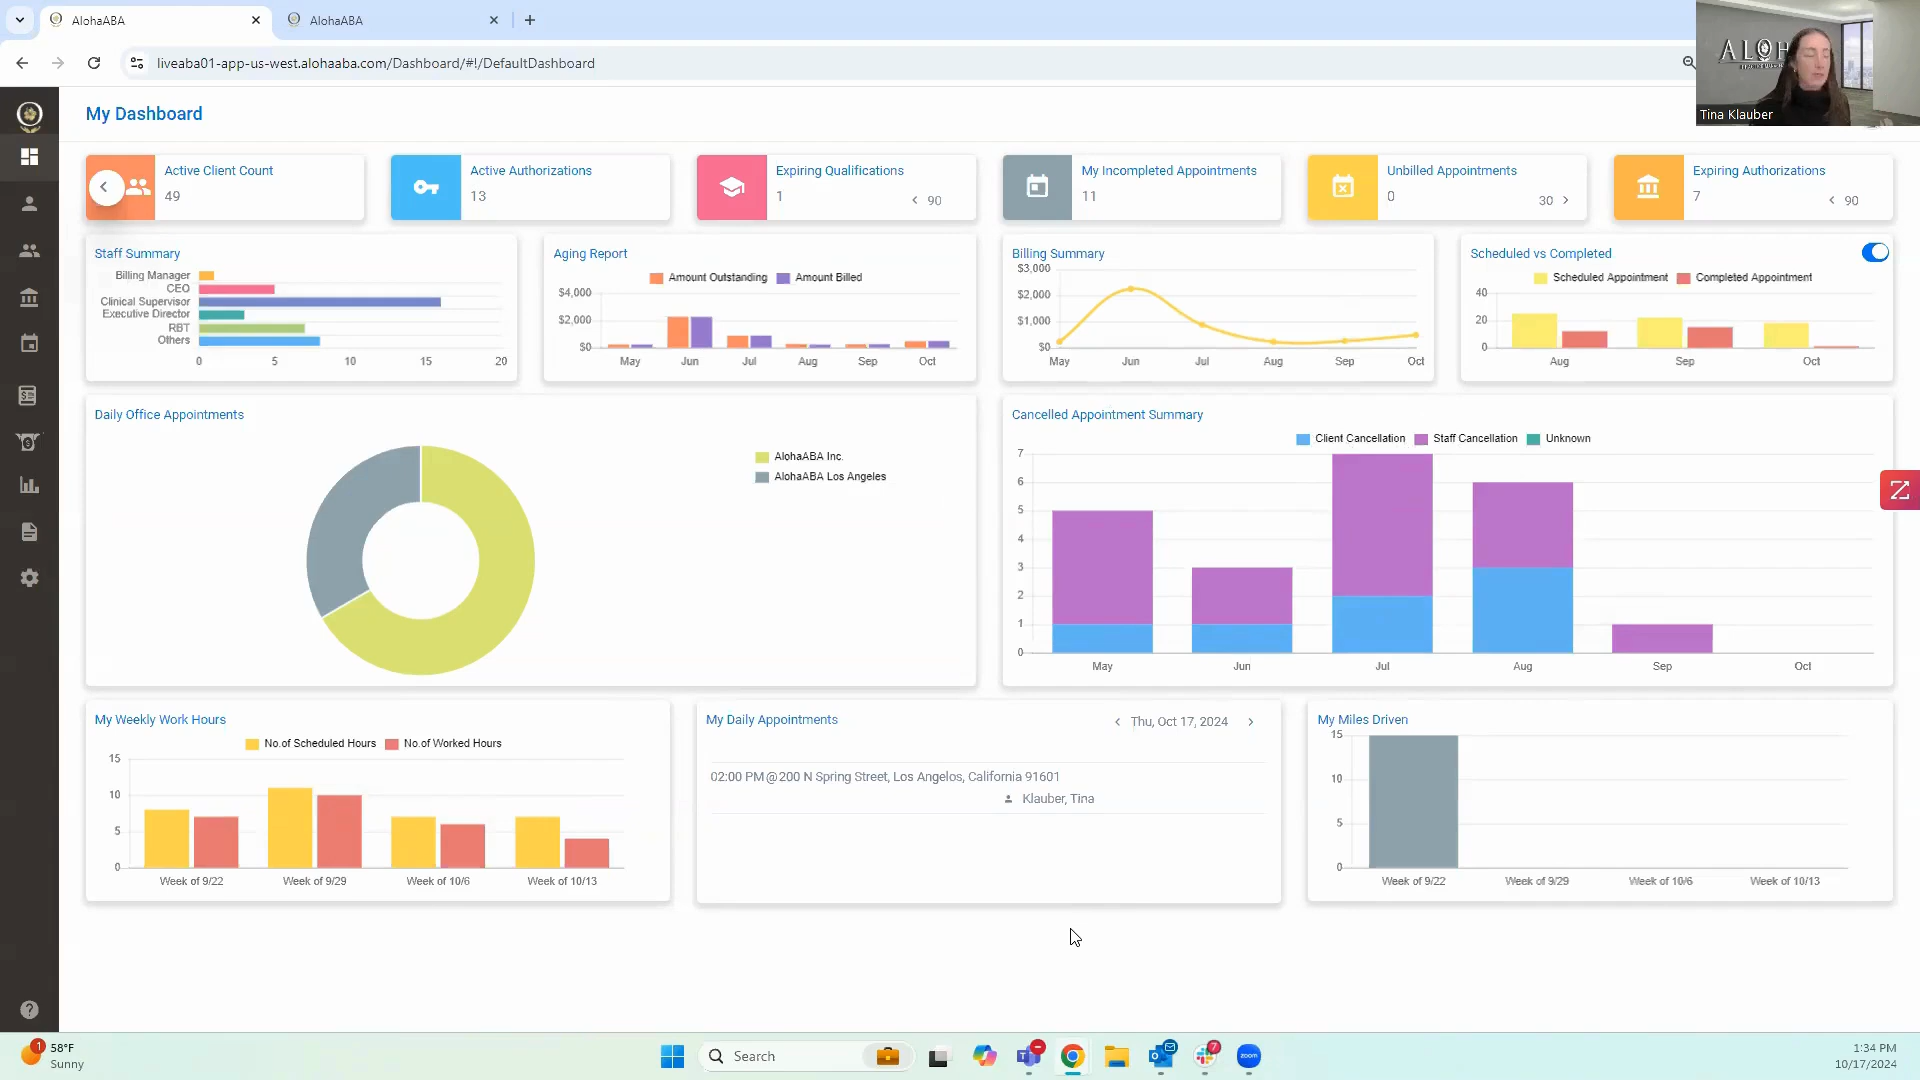 AlohaABA
AlohaABA
liveaba01-app-us-west.alohaaba.com/Dashboard/#!/DefaultDashboard
ALOH
Tina Klauber
My Dashboard
Active Client Count
49
Active Authorizations
13
Expiring Qualifications
1
< 90
My Incompleted Appointments
11
Unbilled Appointments
0
30 >
Expiring Authorizations
7
< 90
Staff Summary
Billing Manager
CEO
Clinical Supervisor
Executive Director
RBT
Others
0 5 10 15 20
Aging Report
Amount Outstanding Amount Billed
$4,000
$2,000
$0
May Jun Jul Aug Sep Oct
Billing Summary
$3,000
$2,000
$1,000
$0
May Jun Jul Aug Sep Oct
Scheduled vs Completed
Scheduled Appointment Completed Appointment
40
20
0
Aug Sep Oct
Daily Office Appointments
AlohaABA Inc.
AlohaABA Los Angeles
Cancelled Appointment Summary
Client Cancellation Staff Cancellation Unknown
7
6
5
4
3
2
1
0
May Jun Jul Aug Sep Oct
My Weekly Work Hours
No.of Scheduled Hours No.of Worked Hours
15
10
5
0
Week of 9/22 Week of 9/29 Week of 10/6 Week of 10/13
My Daily Appointments
< Thu, Oct 17, 2024 >
02:00 PM@200 N Spring Street, Los Angelos, California 91601
Klauber, Tina
My Miles Driven
15
10
5
0
Week of 9/22 Week of 9/29 Week of 10/6 Week of 10/13
1
58°F
Sunny
Search
7
zoom
1:34 PM
10/17/2024